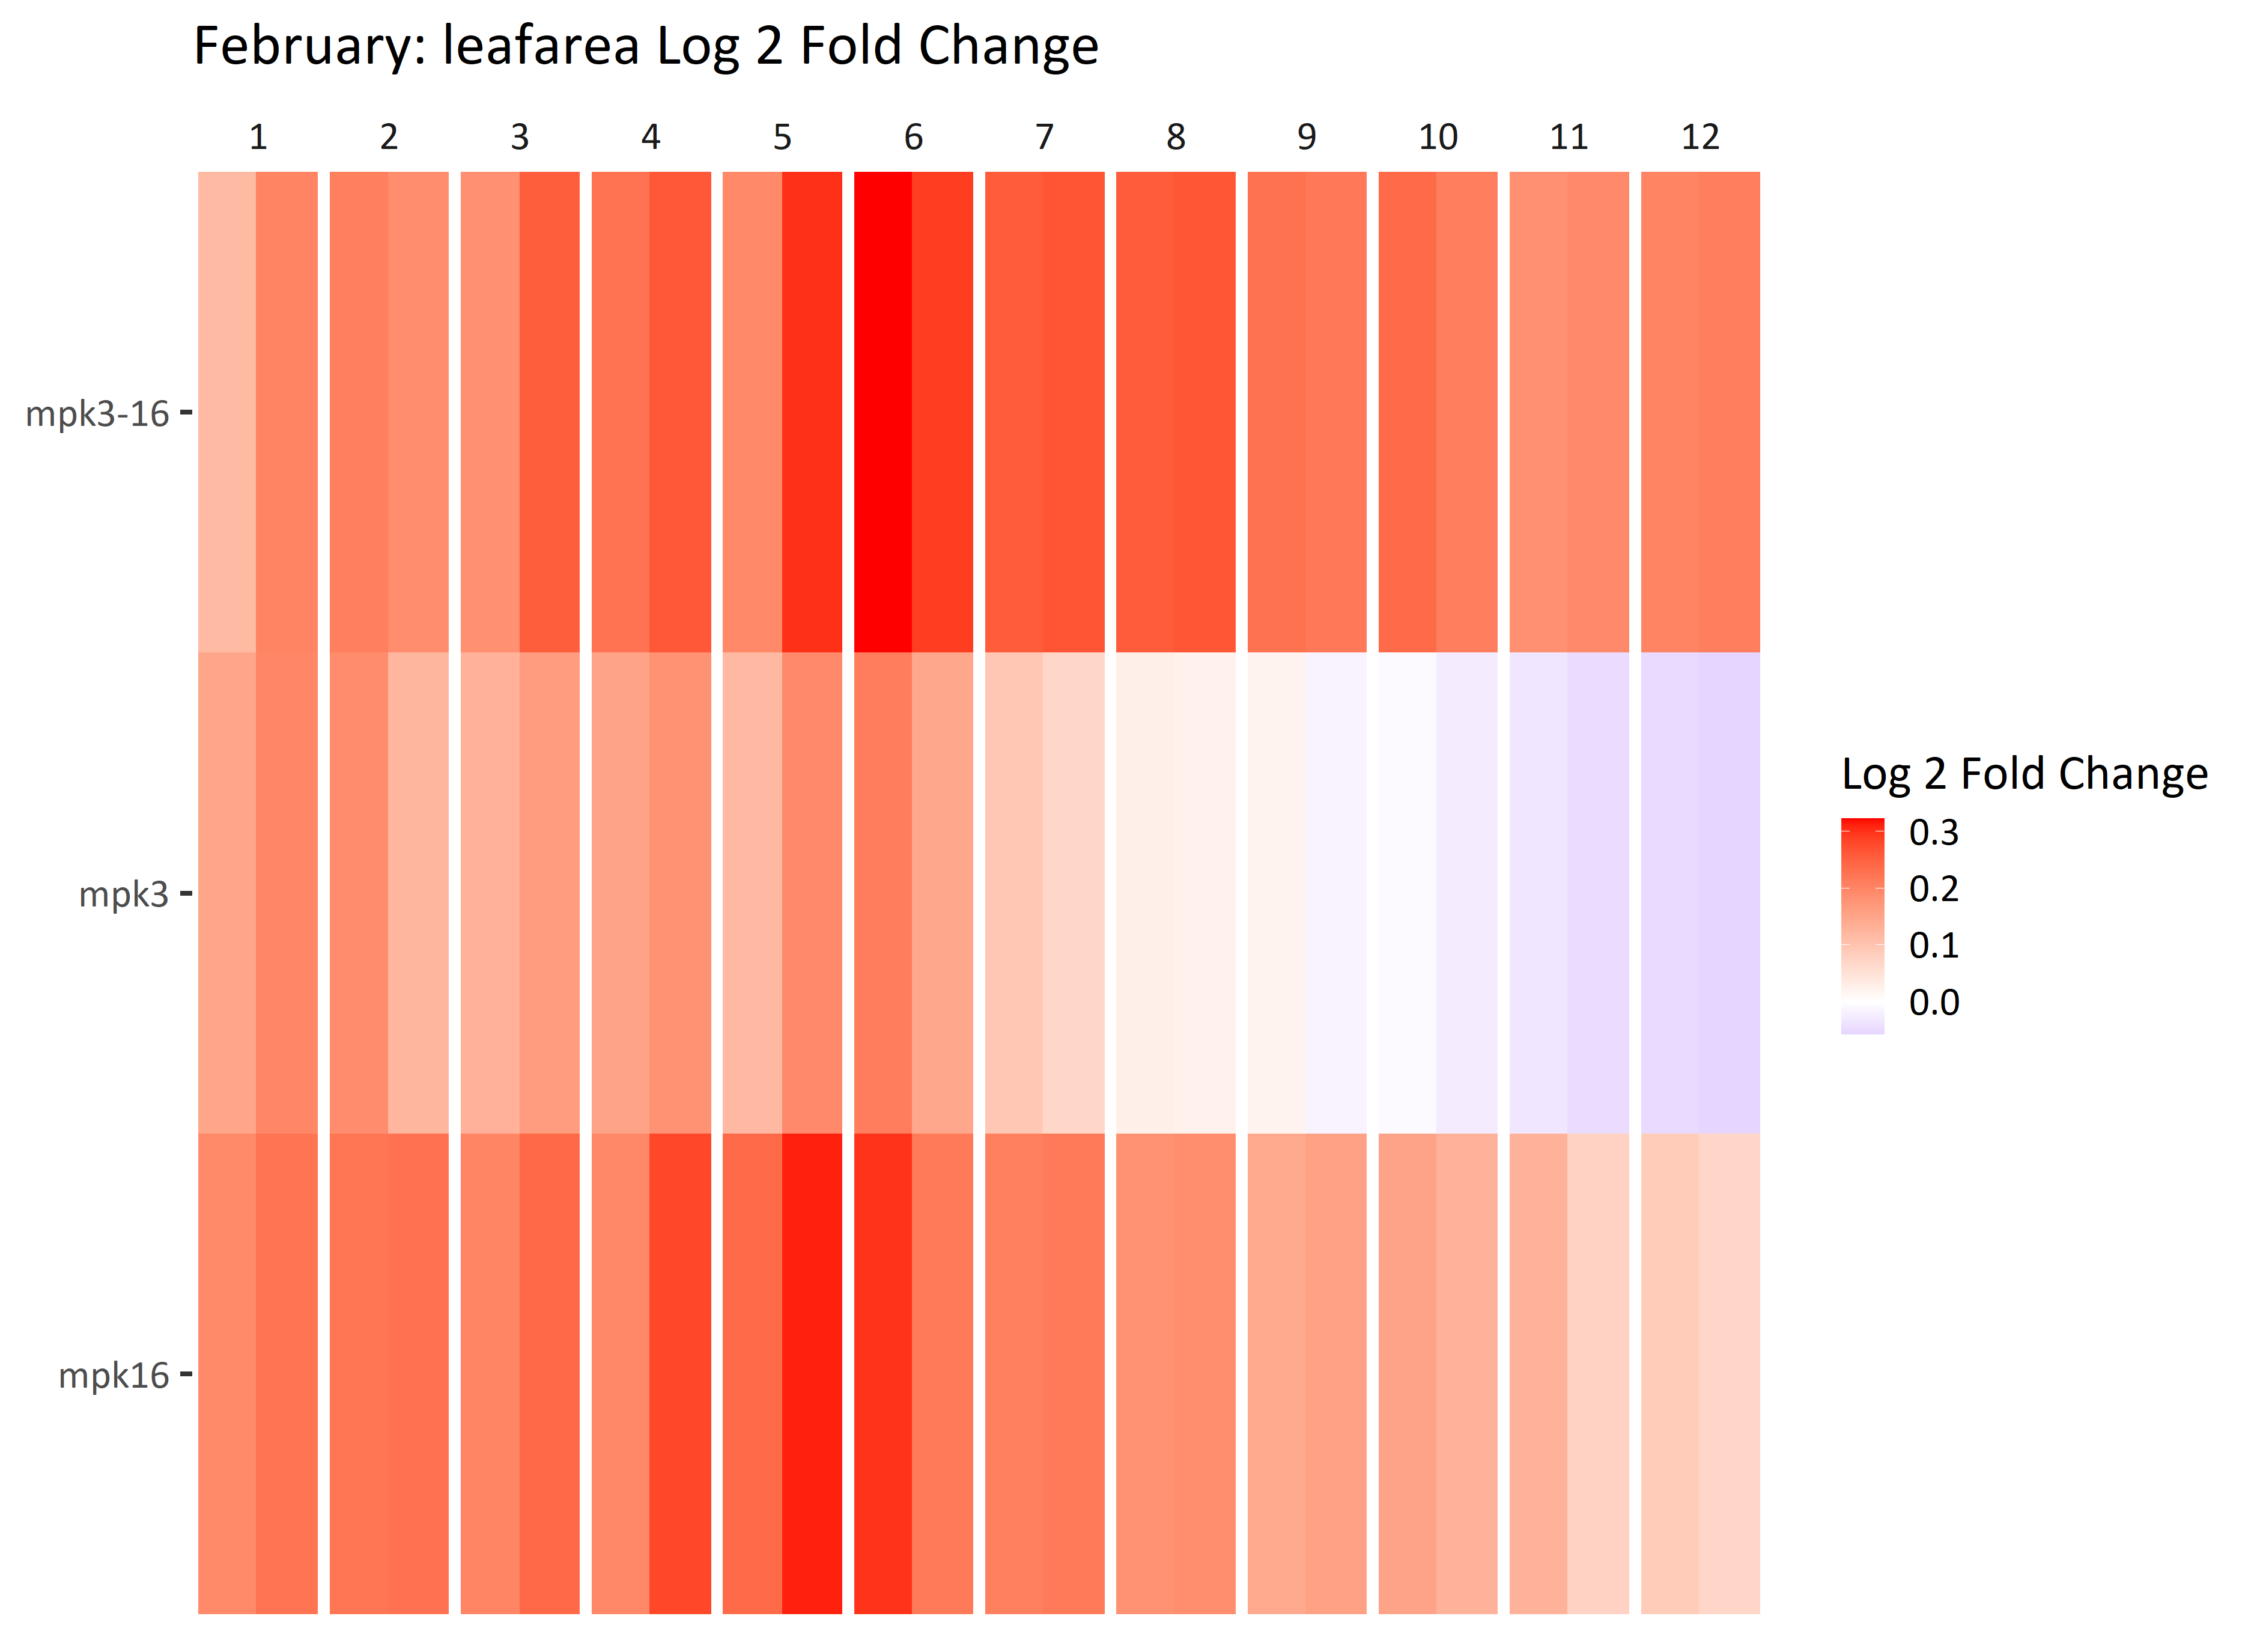 February: leafarea Log 2 Fold Change
1 2 3 4 5 6 7 8 9 10 11 12
mpk3-16
mpk3
mpk16
Log 2 Fold Change
0.3
0.2
0.1
0.0